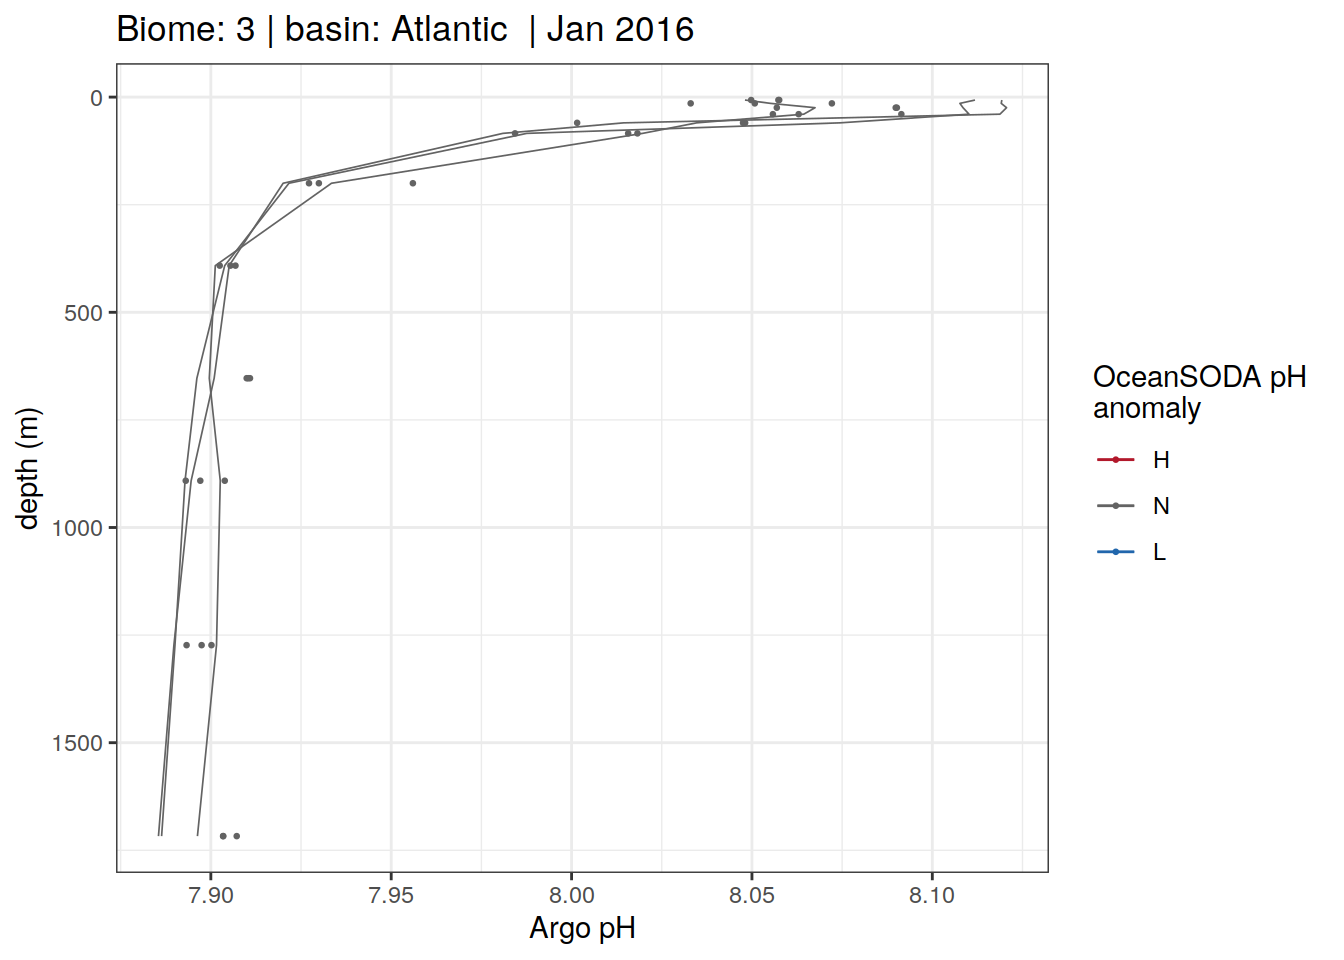 Biome: 3 | basin: Atlantic  | Jan 2016
0
500
1000
1500
depth (m)
7.90
7.95
8.00
8.05
8.10
Argo pH
OceanSODA pH
anomaly
H
N
L